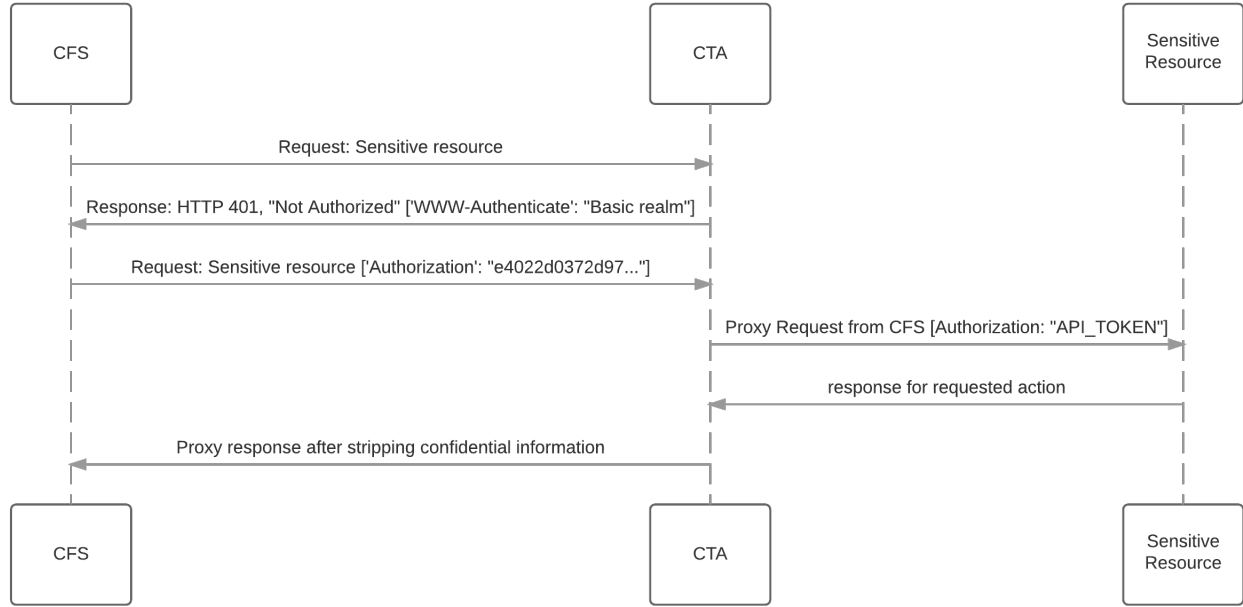 CFS
CTA
Sensitive
Resource
Request: Sensitive resource
Response: HTTP 401, "Not Authorized" ['WWW-Authenticate': "Basic realm"]
Request: Sensitive resource ['Authorization': "e4022d0372d97..."]
Proxy Request from CFS [Authorization: "API_TOKEN"]
response for requested action
Proxy response after stripping confidential information
CFS
CTA
Sensitive
Resource